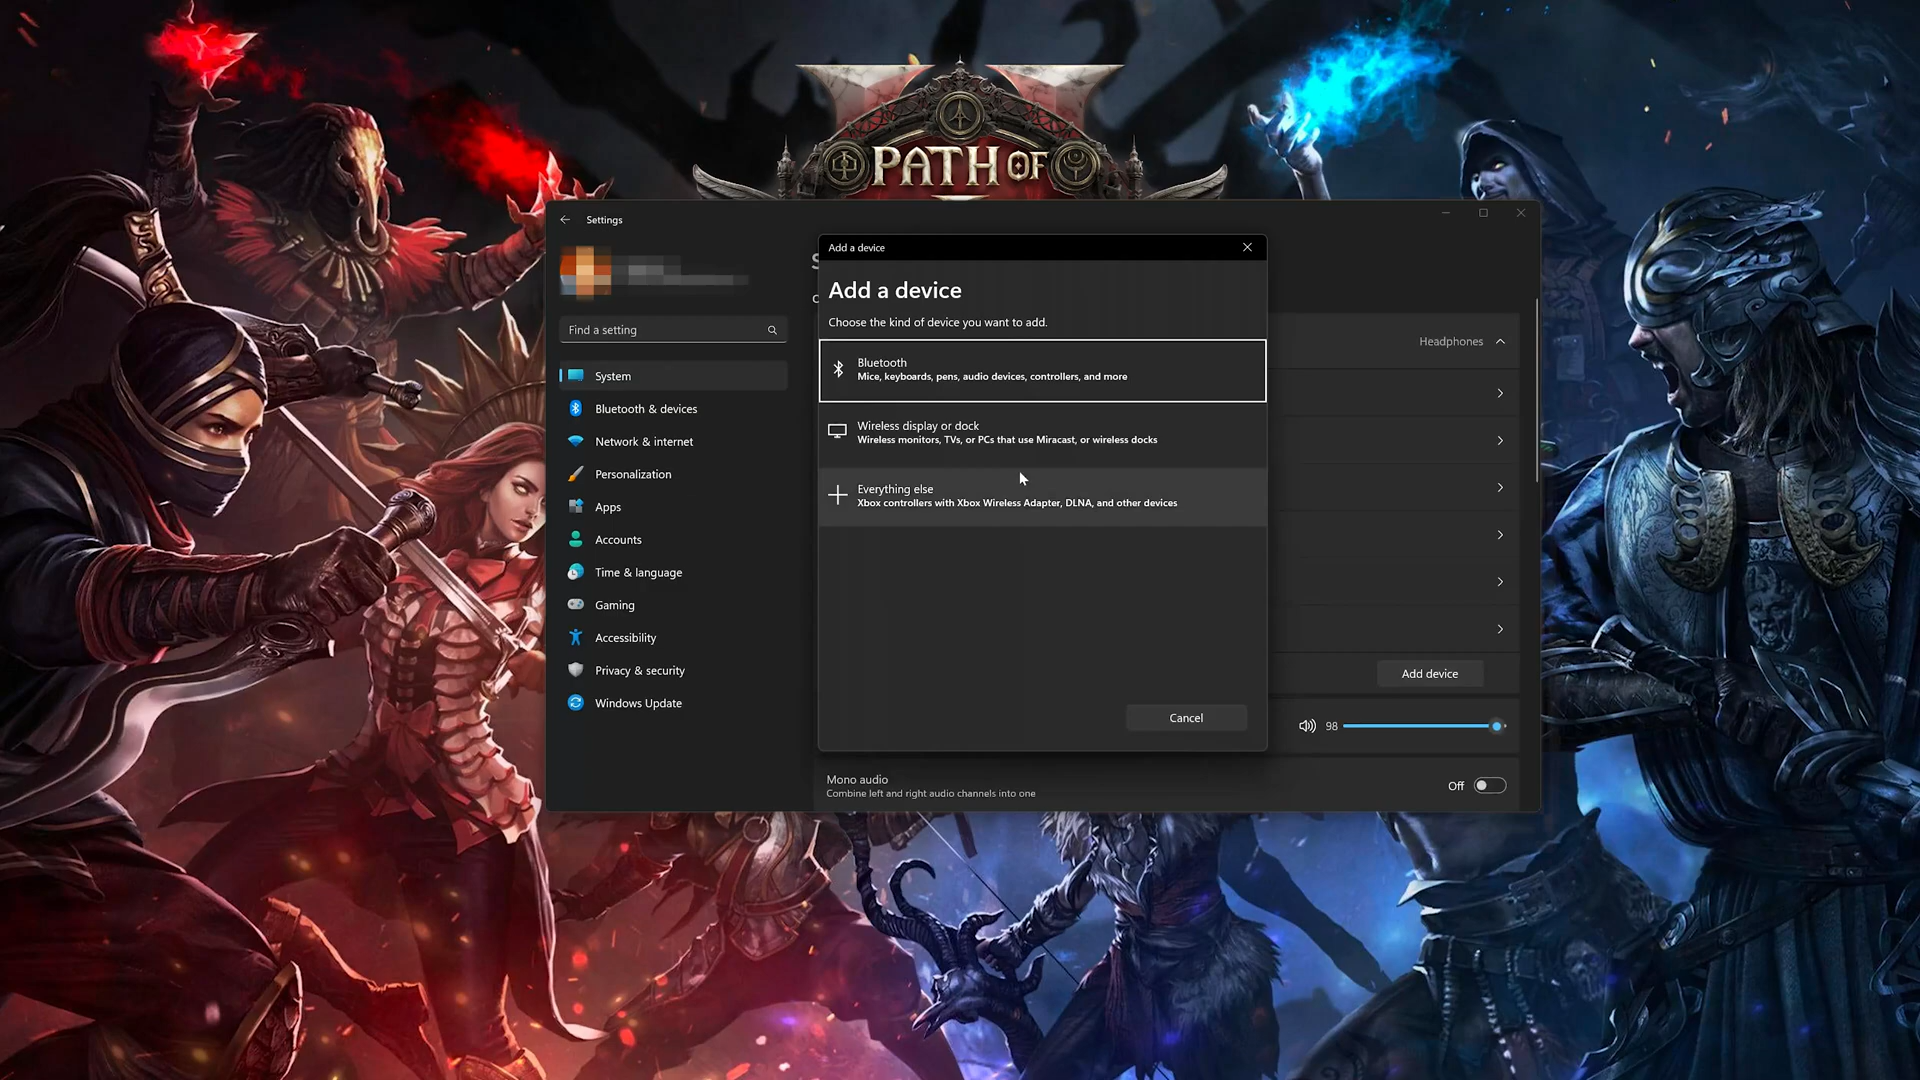 PATH OF
Settings
Find a setting
System
Bluetooth & devices
Network & internet
Personalization
Apps
Accounts
Time & language
Gaming
Accessibility
Privacy & security
Windows Update
Add a device
Add a device
Choose the kind of device you want to add.
Bluetooth
Mice, keyboards, pens, audio devices, controllers, and more
Wireless display or dock
Wireless monitors, TVs, or PCs that use Miracast, or wireless docks
Everything else
Xbox controllers with Xbox Wireless Adapter, DLNA, and other devices
Cancel
Headphones
Add device
98
Mono audio
Combine left and right audio channels into one
Off